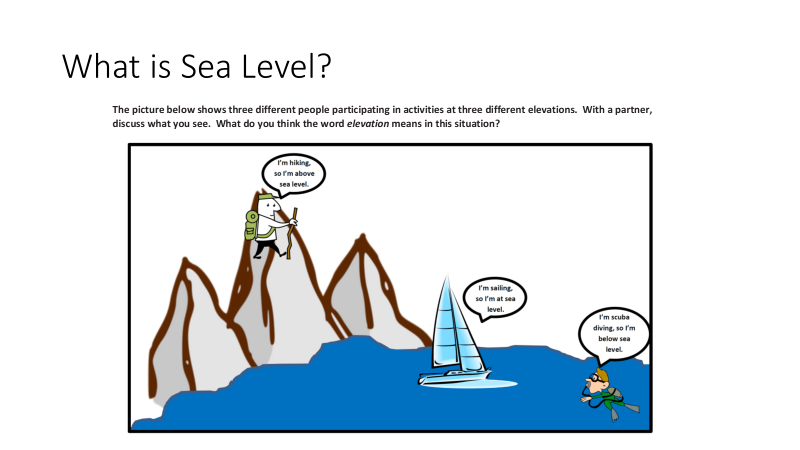 What is Sea Level?
The picture below shows three different people participating in activities at three different elevations. With a partner,
discuss what you see. What do you think the word elevation means in this situation?
I'm hiking,
so I'm above
sea level.
I'm sailing,
so I'm at sea
level.
I'm scuba
diving, so I'm
below sea
level.